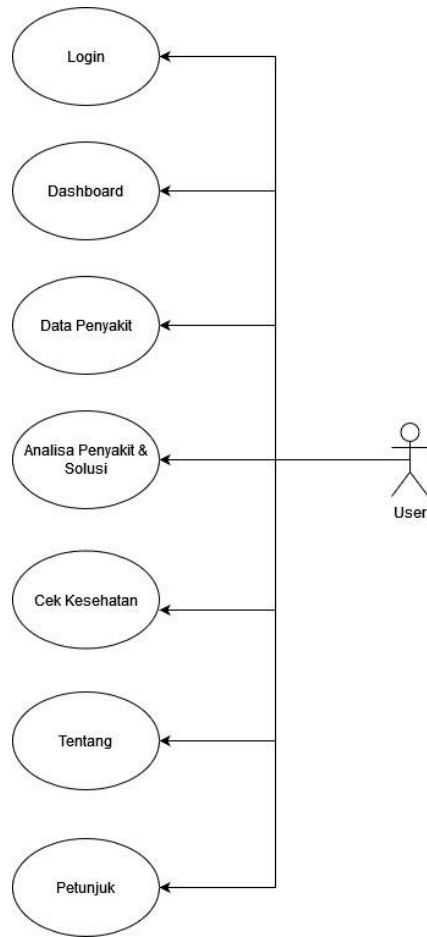 Login
Dashboard
Data Penyakit
Analisa Penyakit &
Solusi
User
Cek Kesehatan
Tentang
Petunjuk